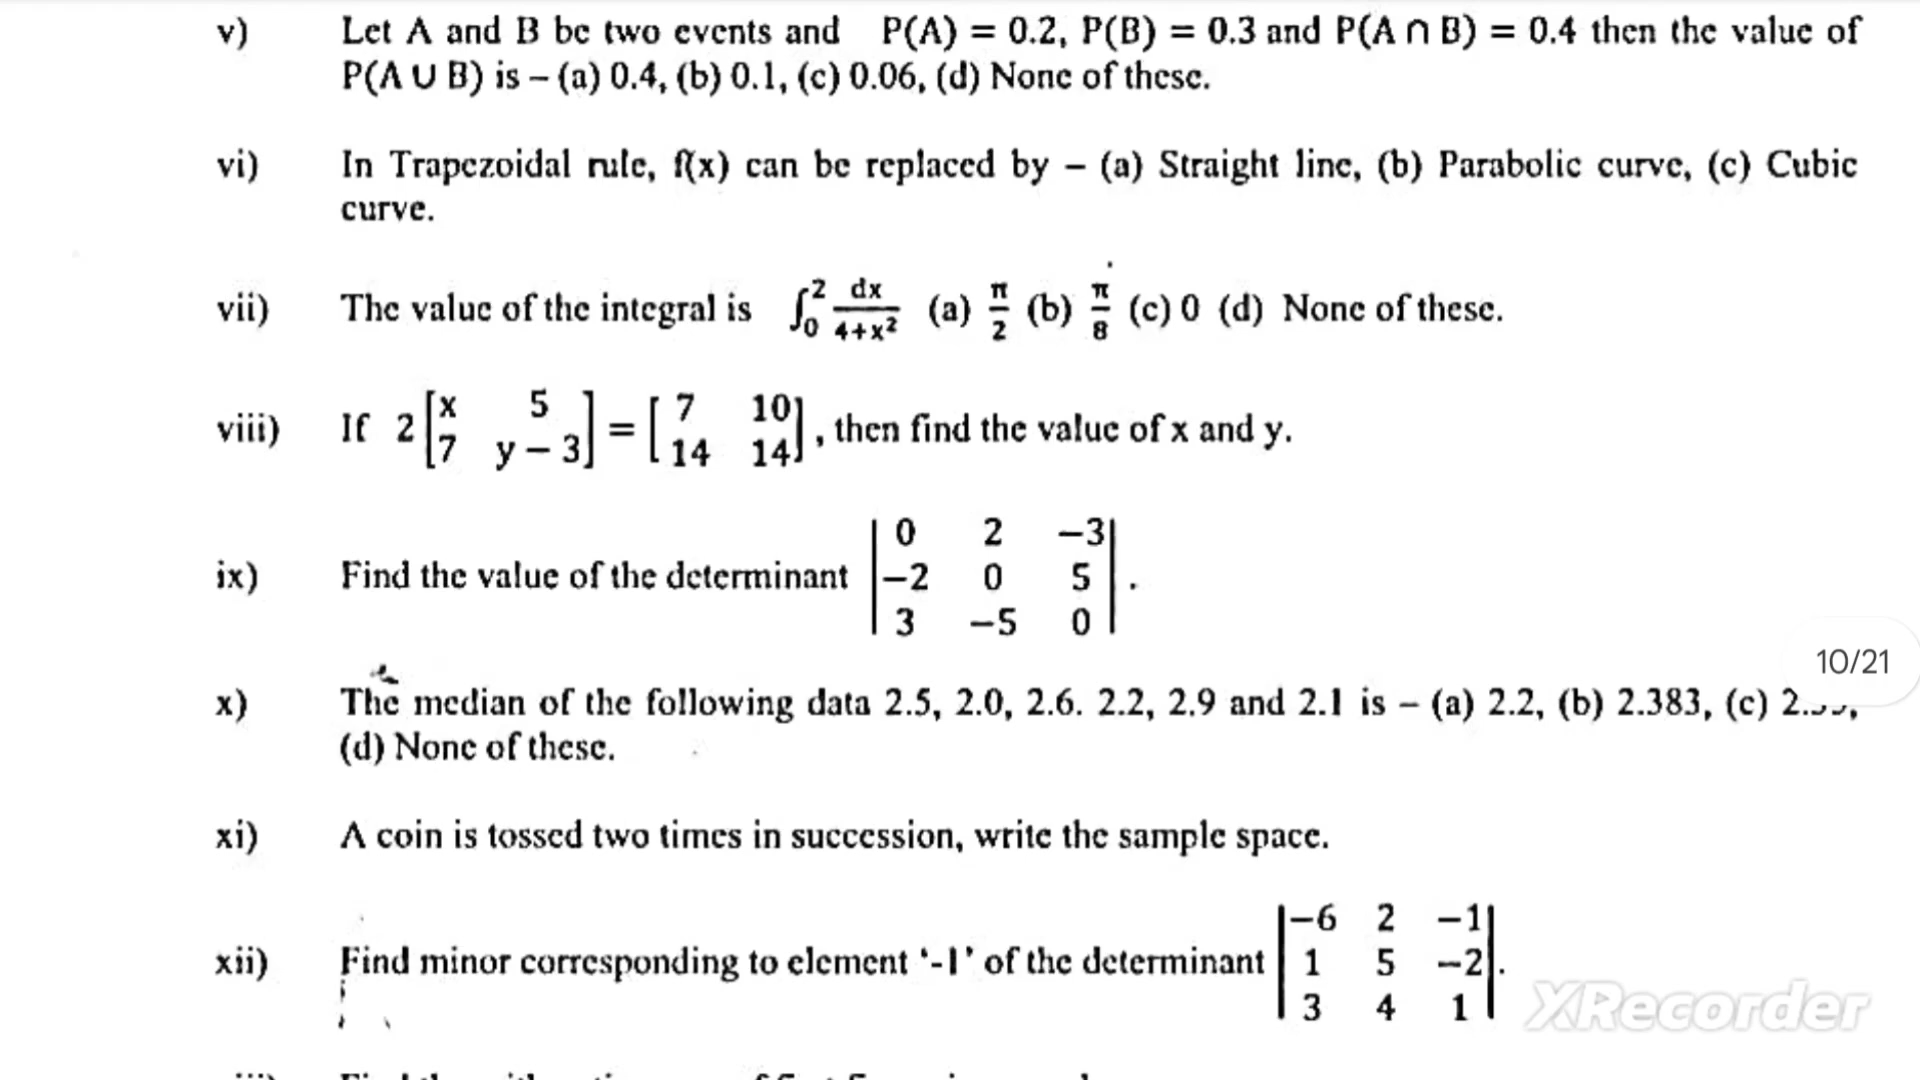 v) Let A and B be two events and P(A) = 0.2, P(B) = 0.3 and P(A ∩ B) = 0.4 then the value of
P(A ∪ B) is – (a) 0.4, (b) 0.1, (c) 0.06, (d) None of these.
vi) In Trapezoidal rule, f(x) can be replaced by – (a) Straight line, (b) Parabolic curve, (c) Cubic
curve.
vii) The value of the integral is ∫₀² dx/(4+x²) (a) π/2 (b) π/8 (c) 0 (d) None of these.
viii) If 2 [x 5; 7 y – 3] = [7 10; 14 14], then find the value of x and y.
ix) Find the value of the determinant |0 2 −3; −2 0 5; 3 −5 0|.
10/21
x) The median of the following data 2.5, 2.0, 2.6. 2.2, 2.9 and 2.1 is – (a) 2.2, (b) 2.383, (c)
(d) None of these.
xi) A coin is tossed two times in succession, write the sample space.
xii) Find minor corresponding to element ‘-1’ of the determinant |−6 2 −1; 1 5 −2; 3 4 1|.
XRecorder